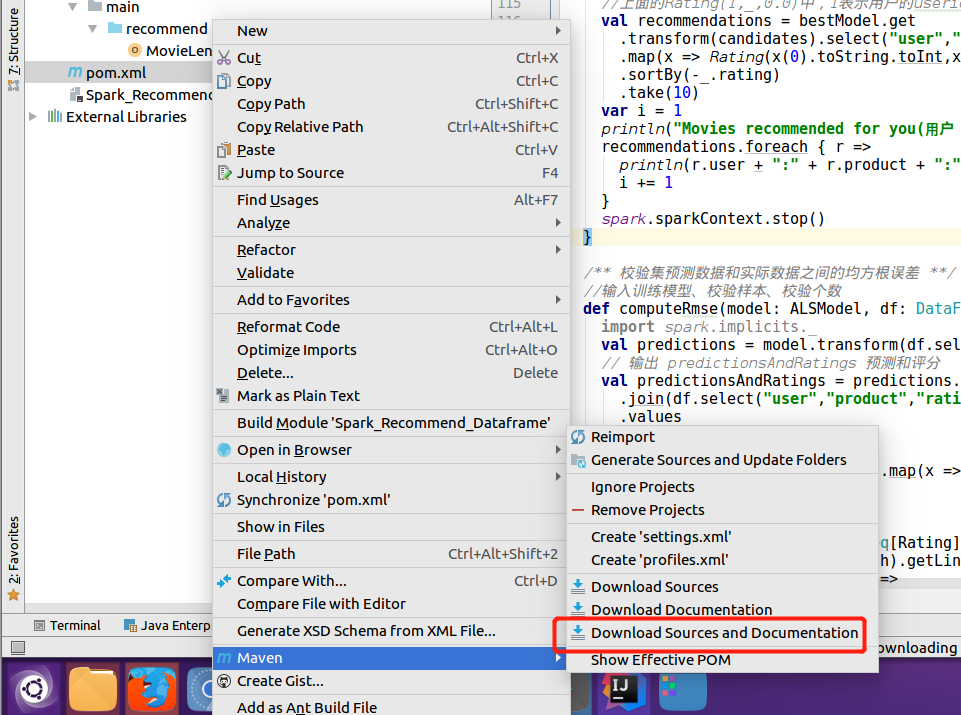 main
recommend
MovieLen
pom.xml
Spark_Recommend
External Libraries
Z: Structure
2: Favorites
New
Cut Ctrl+X
Copy Ctrl+C
Copy Path Ctrl+Shift+C
Copy Relative Path Ctrl+Alt+Shift+C
Paste Ctrl+V
Jump to Source F4
Find Usages Alt+F7
Analyze
Refactor
Validate
Add to Favorites
Reformat Code Ctrl+Alt+L
Optimize Imports Ctrl+Alt+O
Delete... Delete
Mark as Plain Text
Build Module 'Spark_Recommend_Dataframe'
Open in Browser
Local History
Synchronize 'pom.xml'
Show in Files
File Path Ctrl+Alt+Shift+2
Compare With... Ctrl+D
Compare File with Editor
Generate XSD Schema from XML File...
Maven
Create Gist...
Add as Ant Build File
115
//上面的Rating(1,_,0.0)中，1表示用户的userid
val recommendations = bestModel.get
.transform(candidates).select("user","
.map(x => Rating(x(0).toString.toInt,x
.sortBy(-_.rating)
.take(10)
var i = 1
println("Movies recommended for you(用户
recommendations.foreach { r =>
println(r.user + ":" + r.product + ":"
i += 1
}
spark.sparkContext.stop()
}
/** 校验集预测数据和实际数据之间的均方根误差 **/
//输入训练模型、校验样本、校验个数
def computeRmse(model: ALSModel, df: DataF
import spark.implicits._
val predictions = model.transform(df.sel
// 输出 predictionsAndRatings 预测和评分
val predictionsAndRatings = predictions.
.join(df.select("user","product","rati
.values
.map(x =>
q[Rating]
h).getLin
=>
Reimport
Generate Sources and Update Folders
Ignore Projects
Remove Projects
Create 'settings.xml'
Create 'profiles.xml'
Download Sources
Download Documentation
Download Sources and Documentation
Show Effective POM
Terminal
Java Enterp
ownloading
IJ